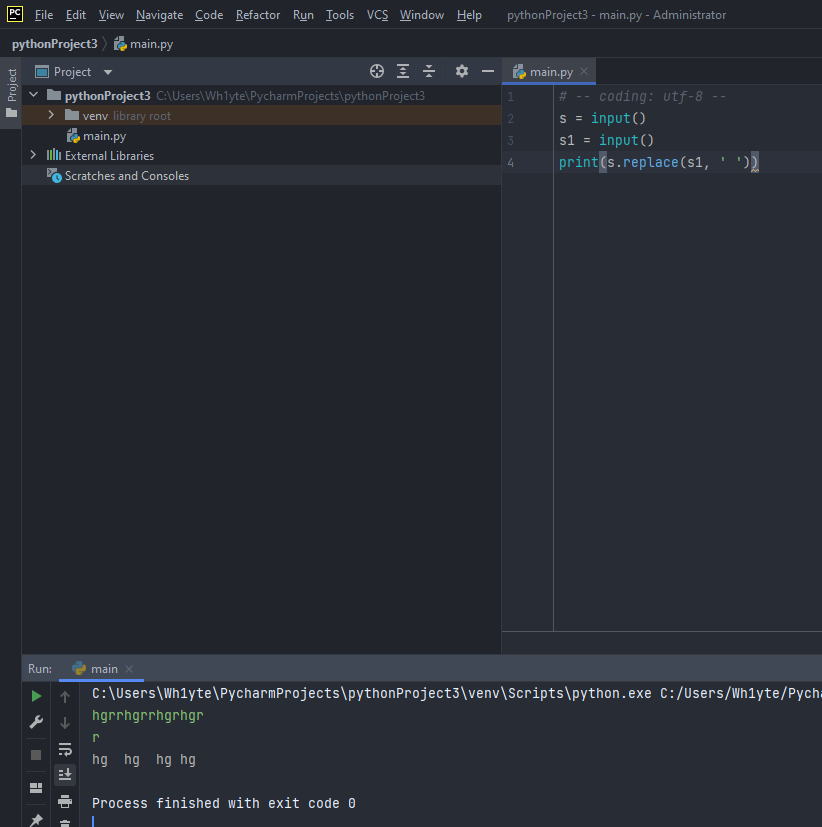 PC File Edit View Navigate Code Refactor Run Tools VCS Window Help pythonProject3 - main.py - Administrator
pythonProject3 main.py
Project
Project
main.py
pythonProject3 C:\Users\Wh1yte\PycharmProjects\pythonProject3
venv library root
main.py
External Libraries
Scratches and Consoles
1 # -- coding: utf-8 --
2 s = input()
3 s1 = input()
4 print(s.replace(s1, ' '))
Run: main
C:\Users\Wh1yte\PycharmProjects\pythonProject3\venv\Scripts\python.exe C:/Users/Wh1yte/Pycha
hgrrhgrrhgrhgr
r
hg  hg  hg hg
Process finished with exit code 0